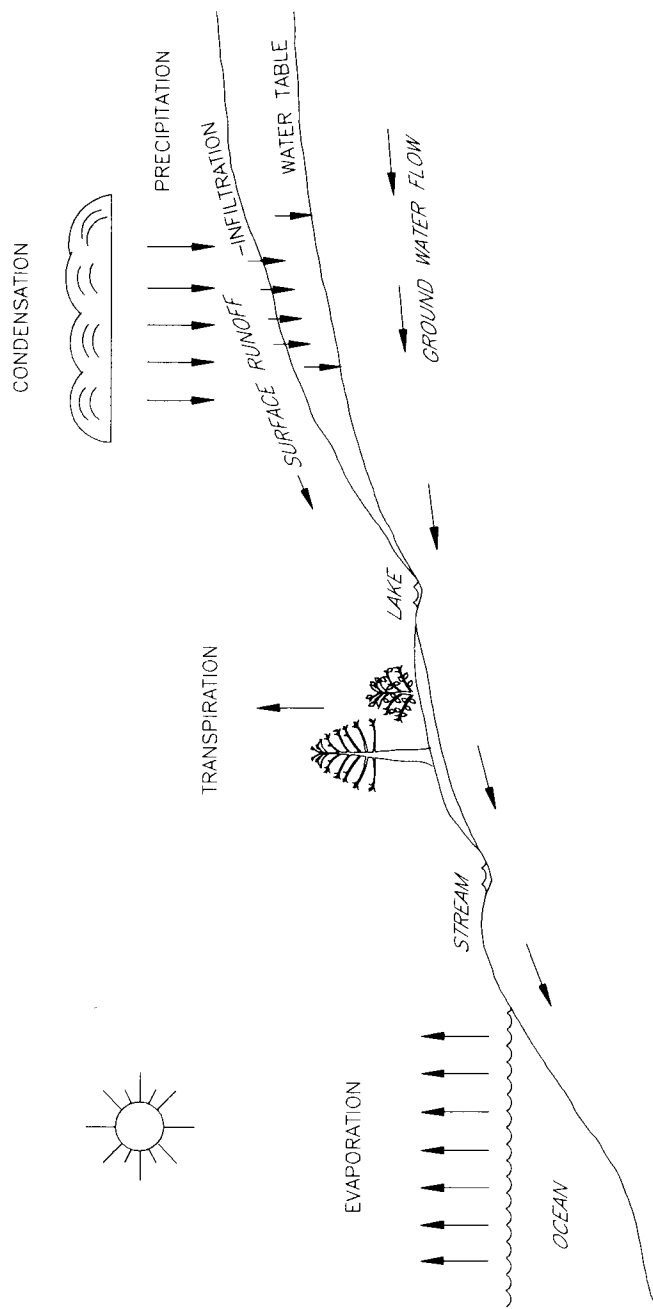 CONDENSATION
PRECIPITATION
-INFILTRATION
WATER TABLE
SURFACE RUNOFF
GROUND WATER FLOW
LAKE
TRANSPIRATION
STREAM
EVAPORATION
OCEAN